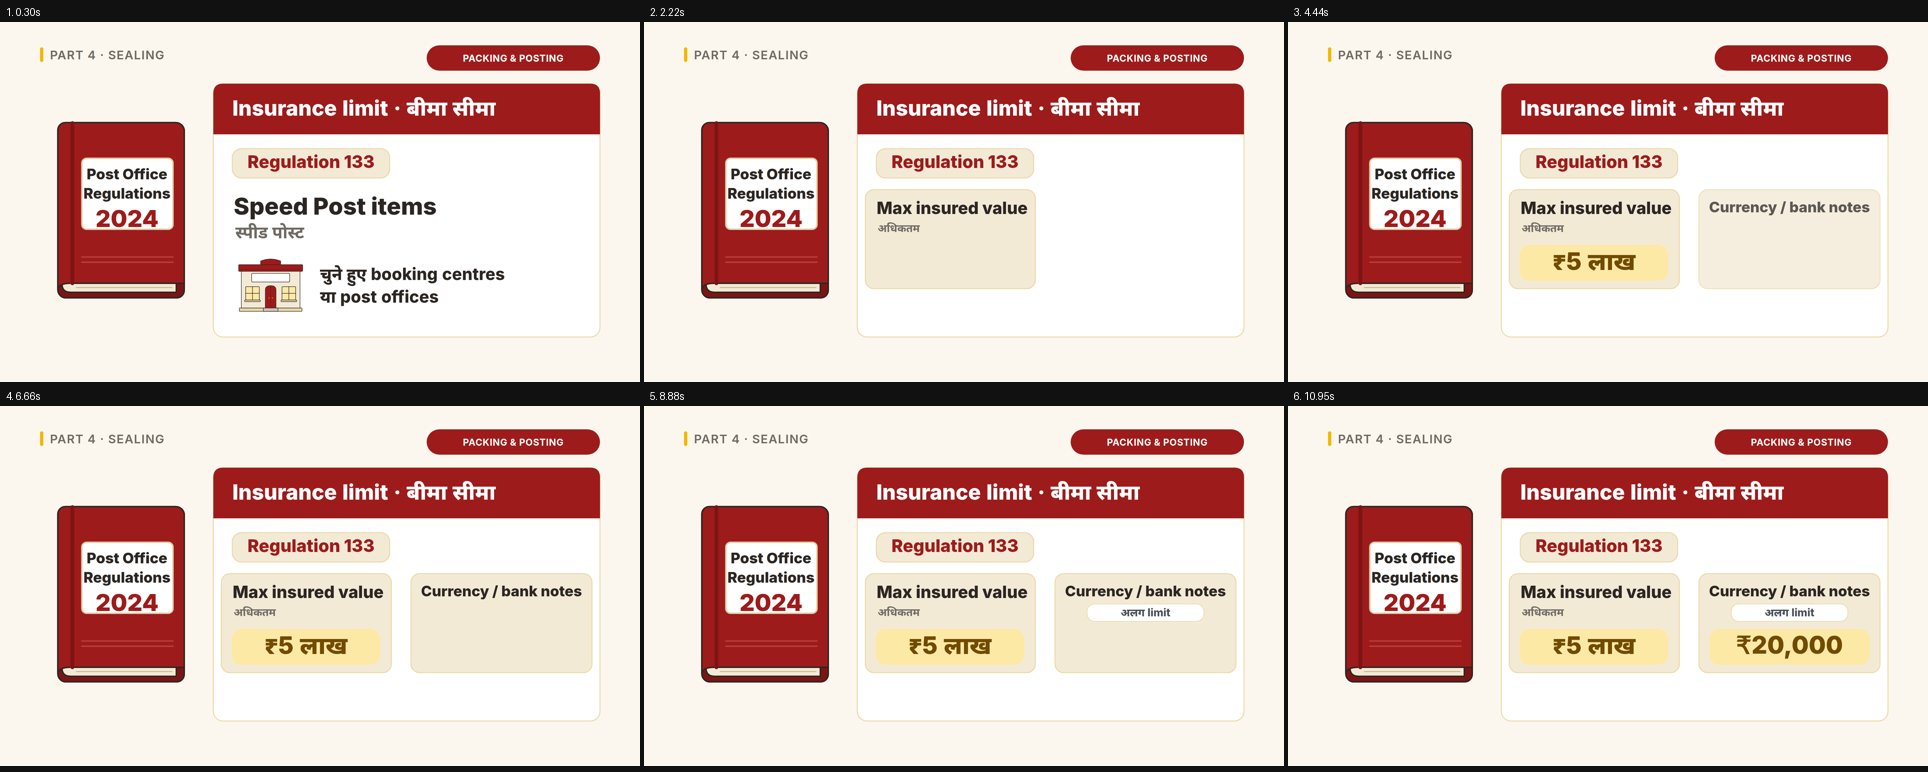 1. 0.30s
PART 4 · SEALING
PACKING & POSTING
Post Office
Regulations
2024
Insurance limit · बीमा सीमा
Regulation 133
Speed Post items
स्पीड पोस्ट
चुने हुए booking centres
या post offices
2. 2.22s
PART 4 · SEALING
PACKING & POSTING
Post Office
Regulations
2024
Insurance limit · बीमा सीमा
Regulation 133
Max insured value
अधिकतम
3. 4.44s
PART 4 · SEALING
PACKING & POSTING
Post Office
Regulations
2024
Insurance limit · बीमा सीमा
Regulation 133
Max insured value
अधिकतम
₹5 लाख
Currency / bank notes
4. 6.66s
PART 4 · SEALING
PACKING & POSTING
Post Office
Regulations
2024
Insurance limit · बीमा सीमा
Regulation 133
Max insured value
अधिकतम
₹5 लाख
Currency / bank notes
5. 8.88s
PART 4 · SEALING
PACKING & POSTING
Post Office
Regulations
2024
Insurance limit · बीमा सीमा
Regulation 133
Max insured value
अधिकतम
₹5 लाख
Currency / bank notes
अलग limit
6. 10.95s
PART 4 · SEALING
PACKING & POSTING
Post Office
Regulations
2024
Insurance limit · बीमा सीमा
Regulation 133
Max insured value
अधिकतम
₹5 लाख
Currency / bank notes
अलग limit
₹20,000